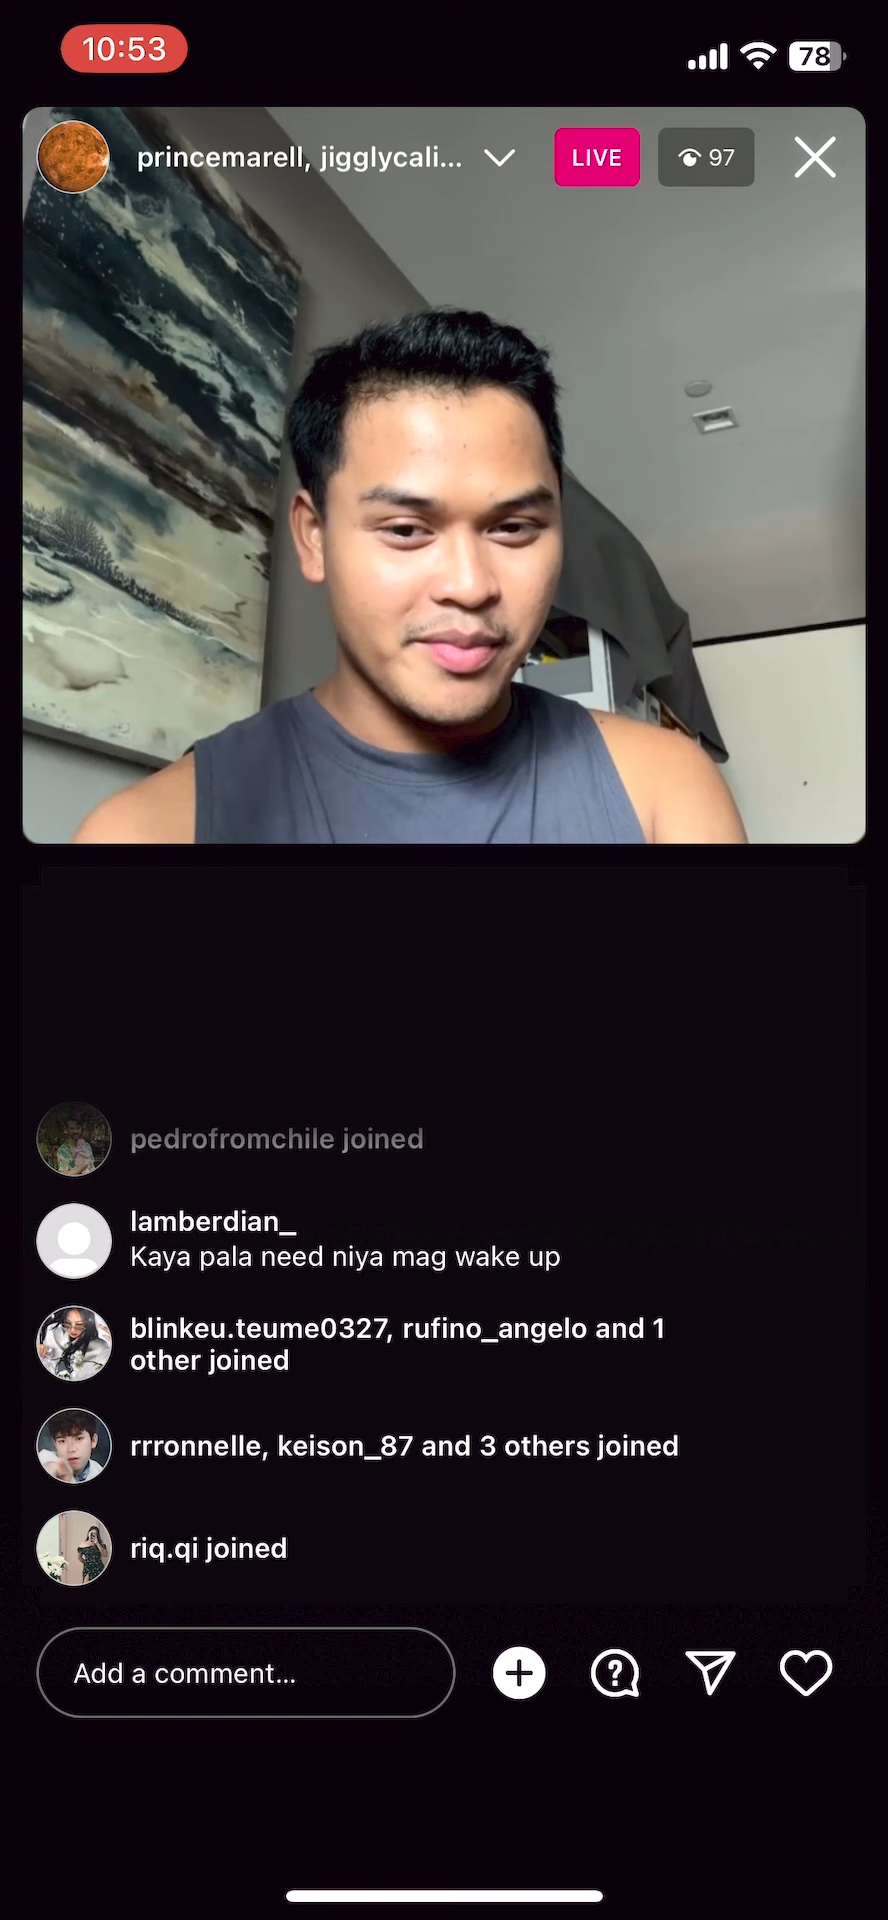 10:53
78
princemarell, jigglycali...
LIVE
97
pedrofromchile joined
lamberdian_
Kaya pala need niya mag wake up
blinkeu.teume0327, rufino_angelo and 1
other joined
rrronnelle, keison_87 and 3 others joined
riq.qi joined
Add a comment...